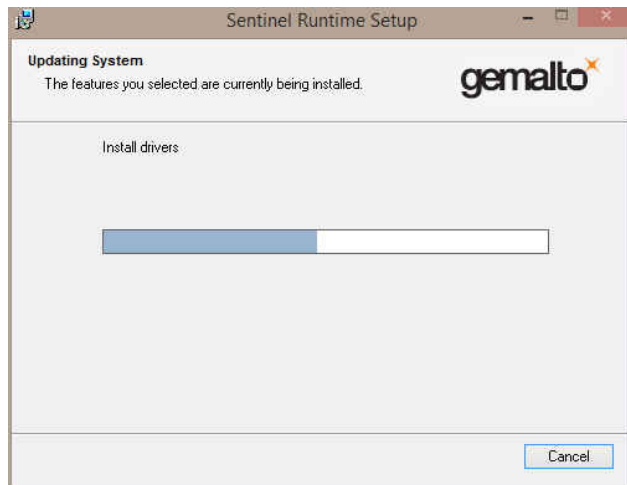 Sentinel Runtime Setup
Updating System
The features you selected are currently being installed.
gemalto
Install drivers
Cancel